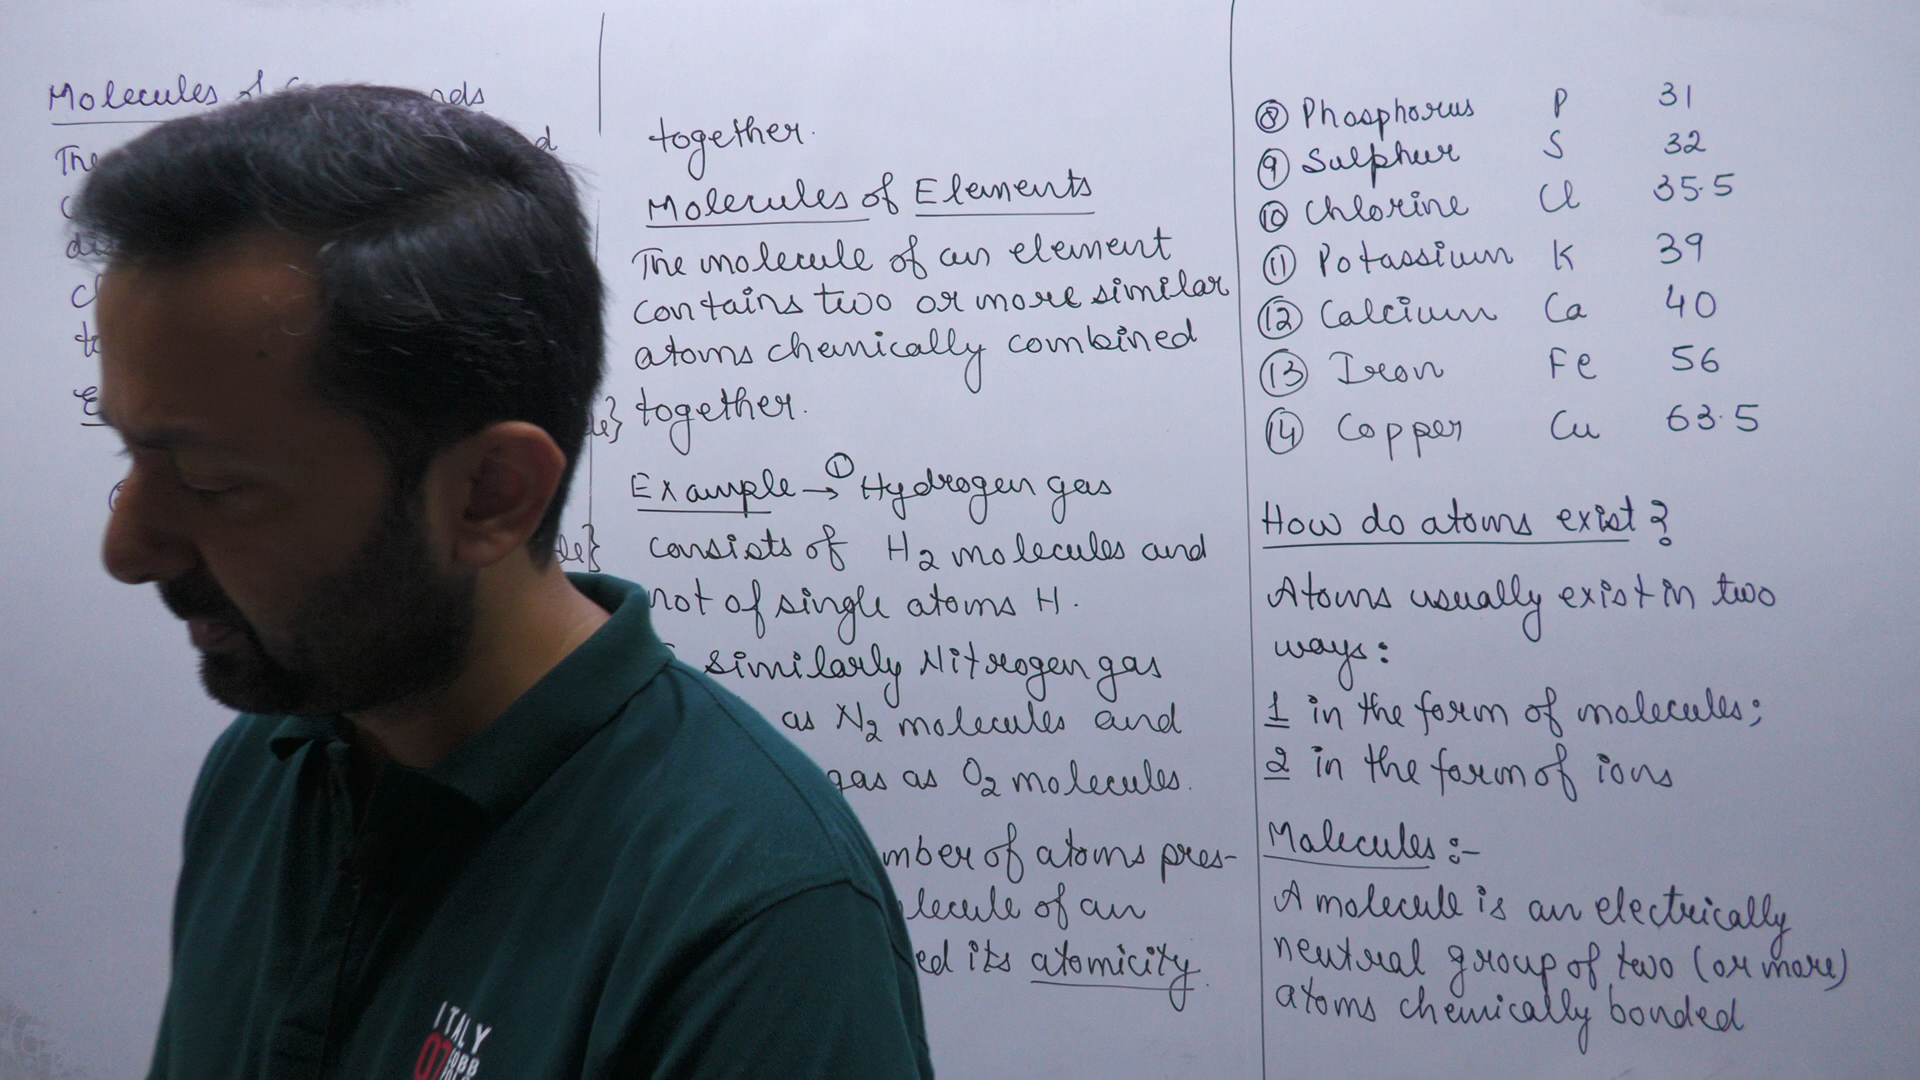 Molecules of
The
E
together.
Molecules of Elements
The molecule of an element
contains two or more similar
atoms chemically combined
together.
Example → ① Hydrogen gas
consists of H2 molecules and
not of single atoms H.
similarly Nitrogen gas
as N2 molecules and
gas as O2 molecules.
mber of atoms pres-
lecule of an
ed its atomicity.
⑧ Phosphorus P 31
⑨ Sulphur S 32
⑩ Chlorine Cl 35.5
⑪ Potassium K 39
⑫ Calcium Ca 40
⑬ Iron Fe 56
⑭ Copper Cu 63.5
How do atoms exist?
Atoms usually exist in two
ways:
1 in the form of molecules;
2 in the form of ions
Molecules :-
A molecule is an electrically
neutral group of two (or more)
atoms chemically bonded
ITALY
07